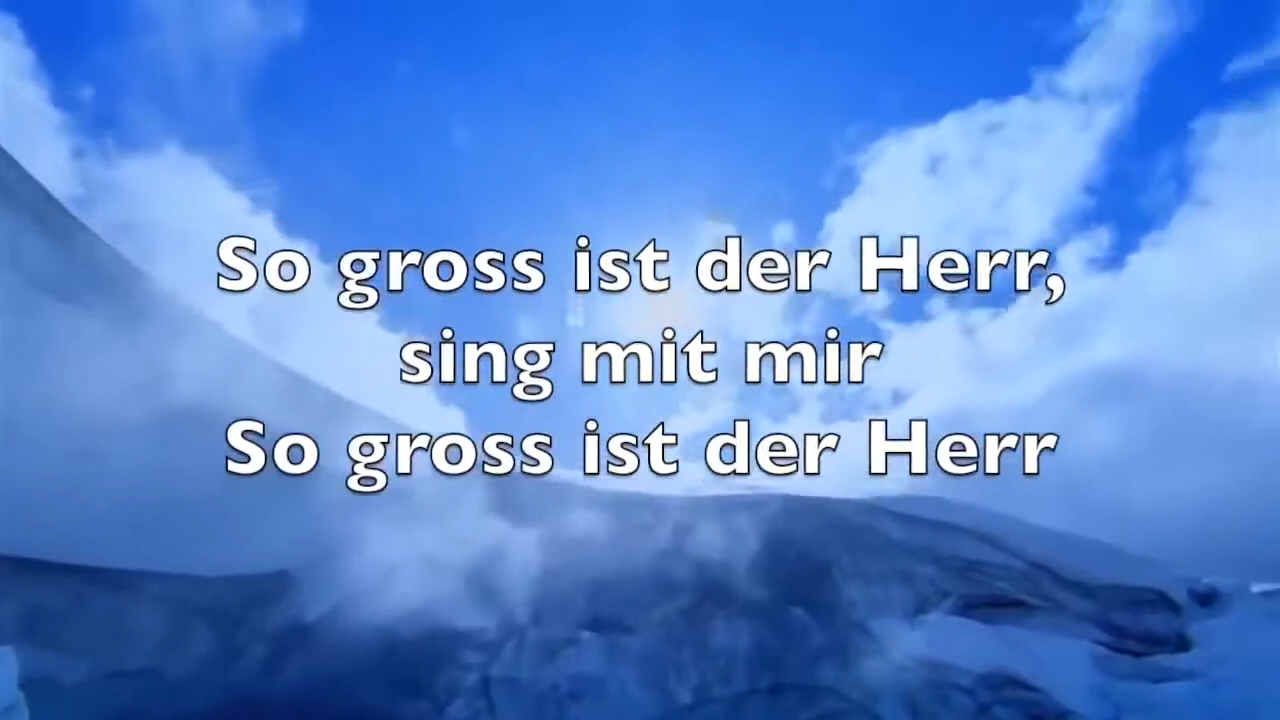 So gross ist der Herr,
sing mit mir
So gross ist der Herr